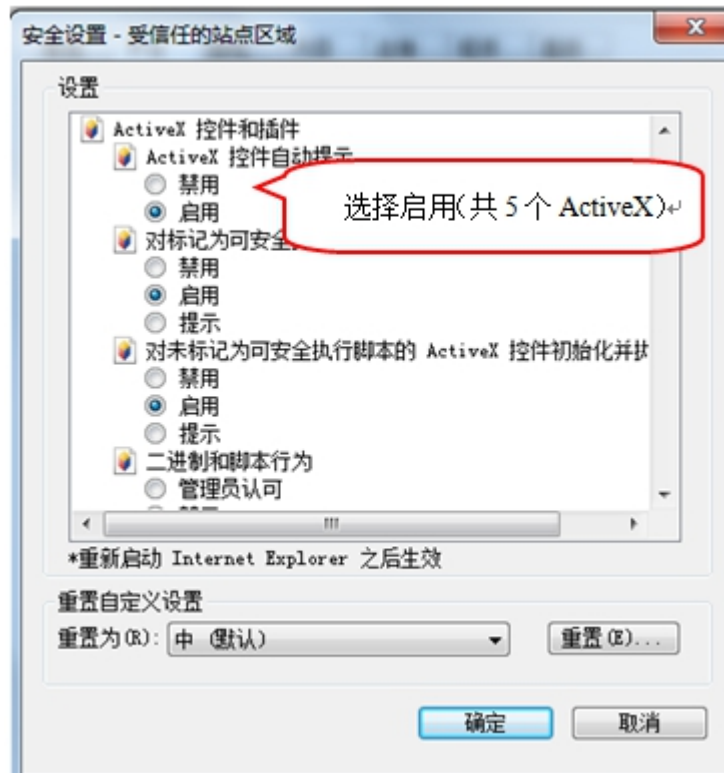 安全设置 - 受信任的站点区域
设置
ActiveX 控件和插件
ActiveX 控件自动提示
禁用
启用
选择启用(共 5 个 ActiveX)↵
对标记为可安全
禁用
启用
提示
对未标记为可安全执行脚本的 ActiveX 控件初始化并执
禁用
启用
提示
二进制和脚本行为
管理员认可
*重新启动 Internet Explorer 之后生效
重置自定义设置
重置为(R): 中 (默认)
重置(E)...
确定 取消